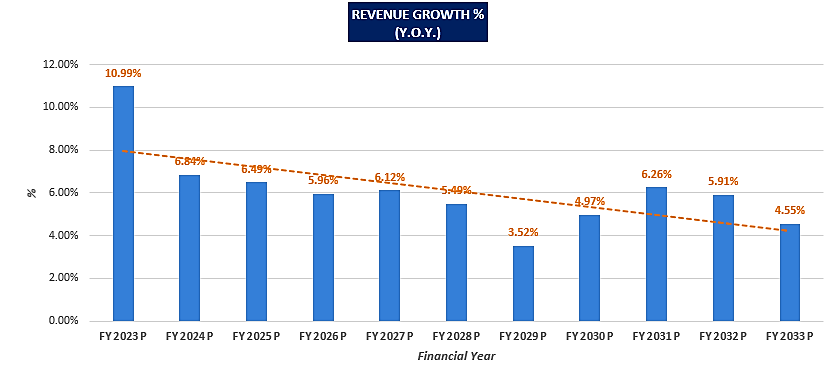 REVENUE GROWTH %
(Y.O.Y.)
12.00%
10.00%
8.00%
6.00%
4.00%
2.00%
0.00%
%
10.99%
6.84%
6.49%
5.96%
6.12%
5.49%
3.52%
4.97%
6.26%
5.91%
4.55%
FY 2023 P
FY 2024 P
FY 2025 P
FY 2026 P
FY 2027 P
FY 2028 P
FY 2029 P
FY 2030 P
FY 2031 P
FY 2032 P
FY 2033 P
Financial Year